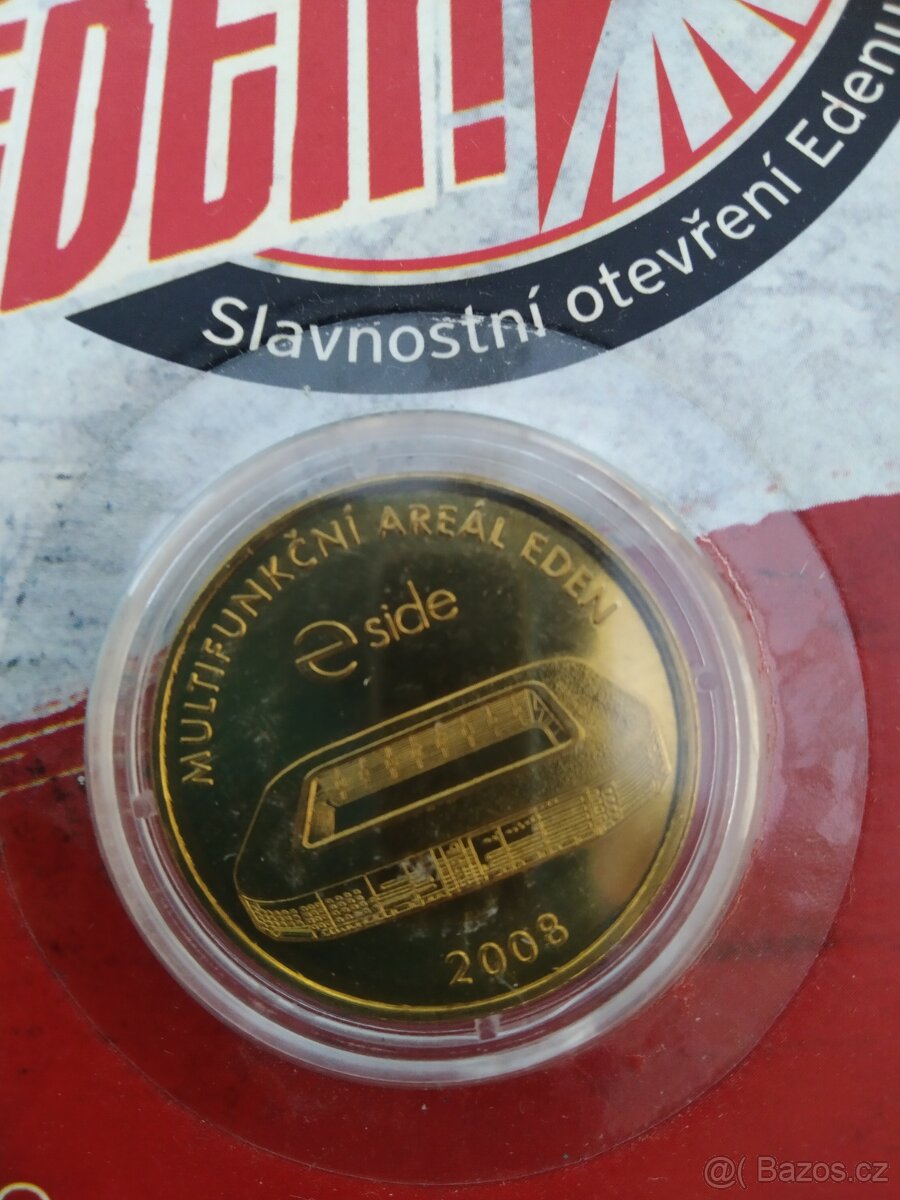 EDEN!
Slavnostní otevření Edenu
MULTIFUNKČNÍ AREÁL EDEN
e side
2008
@( Bazos.cz